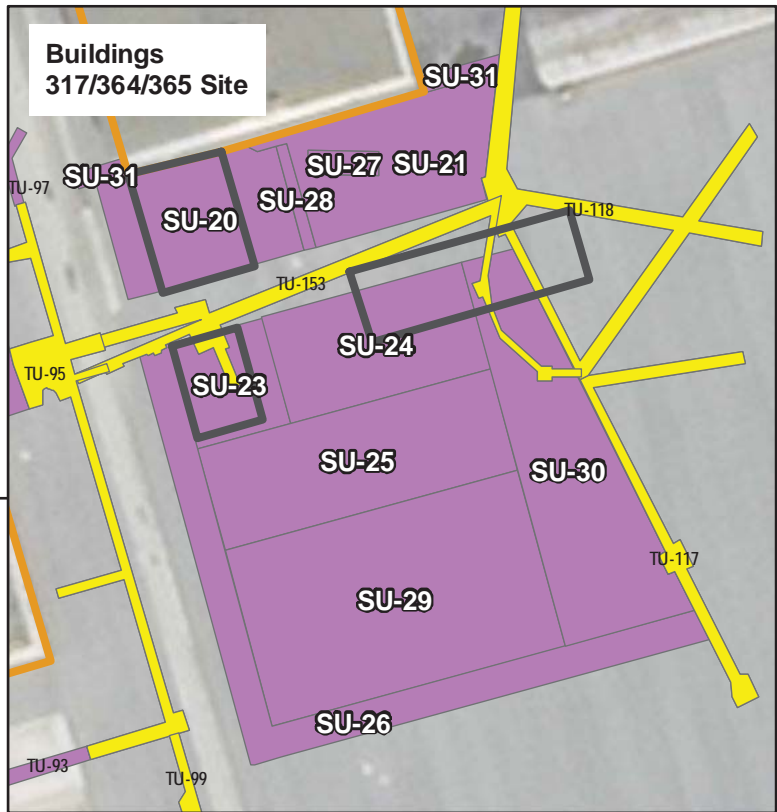 Buildings
317/364/365 Site
SU-31
SU-27
SU-21
SU-31
TU-97
SU-20
SU-28
TU-118
TU-153
SU-24
TU-95
SU-23
SU-25
SU-30
TU-117
SU-29
SU-26
TU-93
TU-99